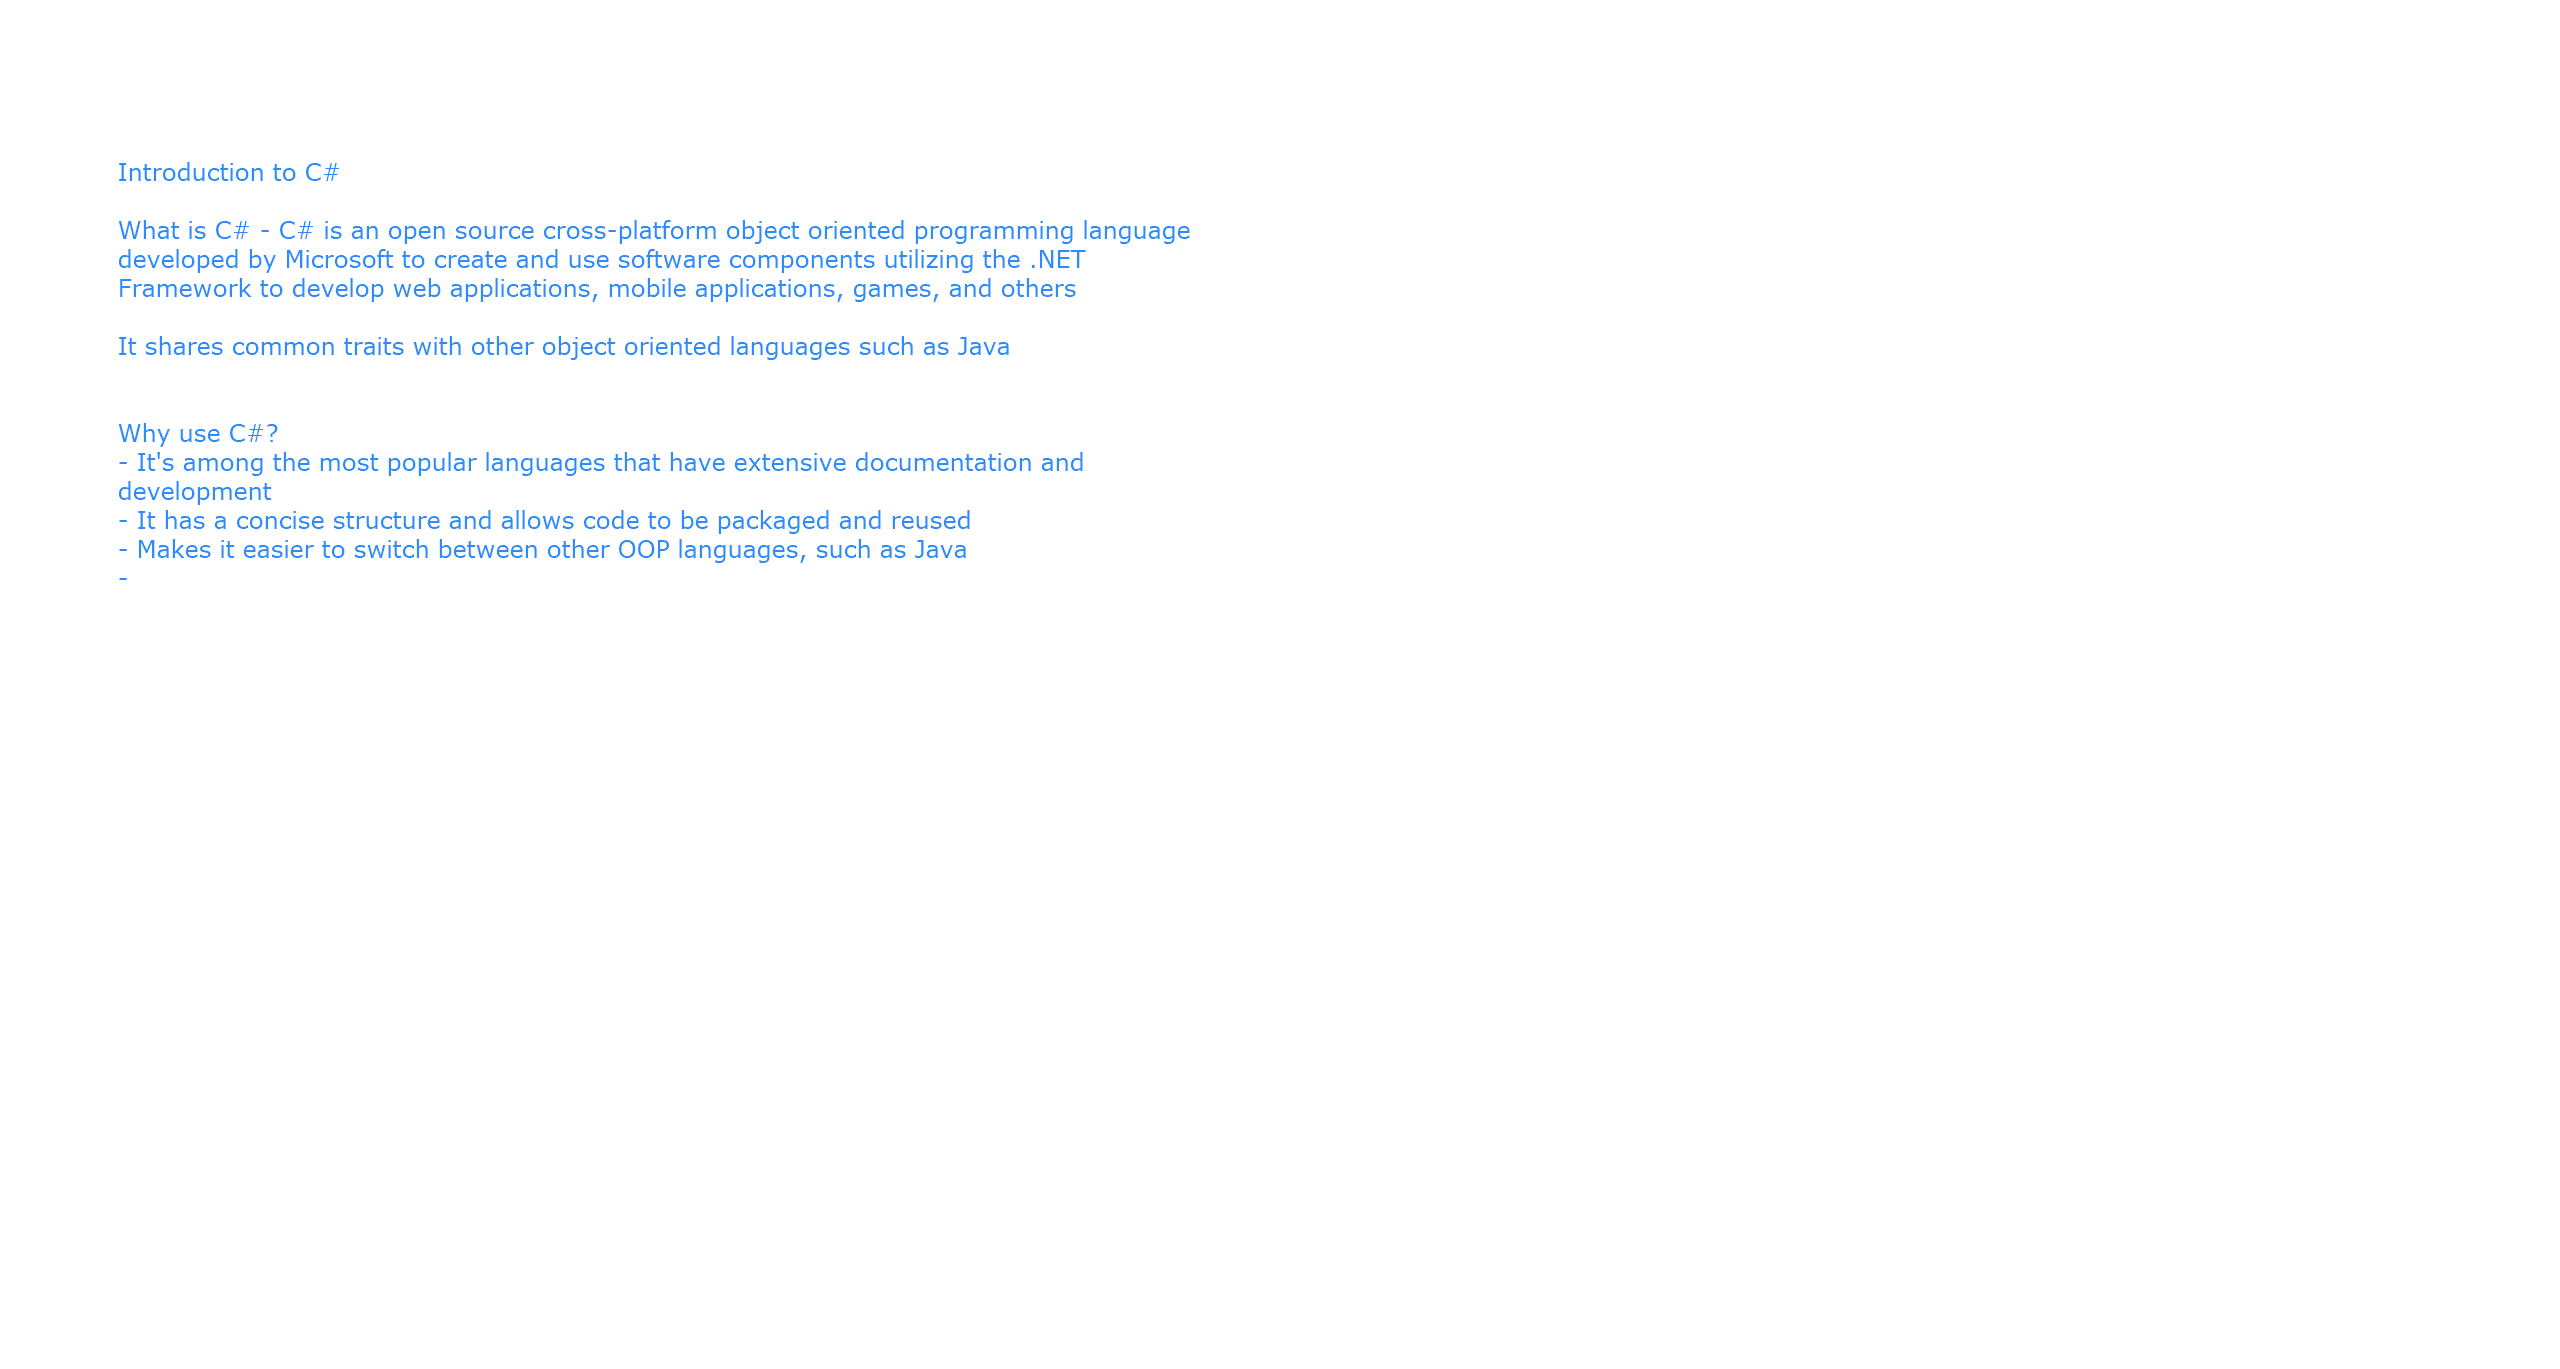 Introduction to C#
What is C# - C# is an open source cross-platform object oriented programming language
developed by Microsoft to create and use software components utilizing the .NET
Framework to develop web applications, mobile applications, games, and others
It shares common traits with other object oriented languages such as Java
Why use C#?
- It's among the most popular languages that have extensive documentation and
development
- It has a concise structure and allows code to be packaged and reused
- Makes it easier to switch between other OOP languages, such as Java
-